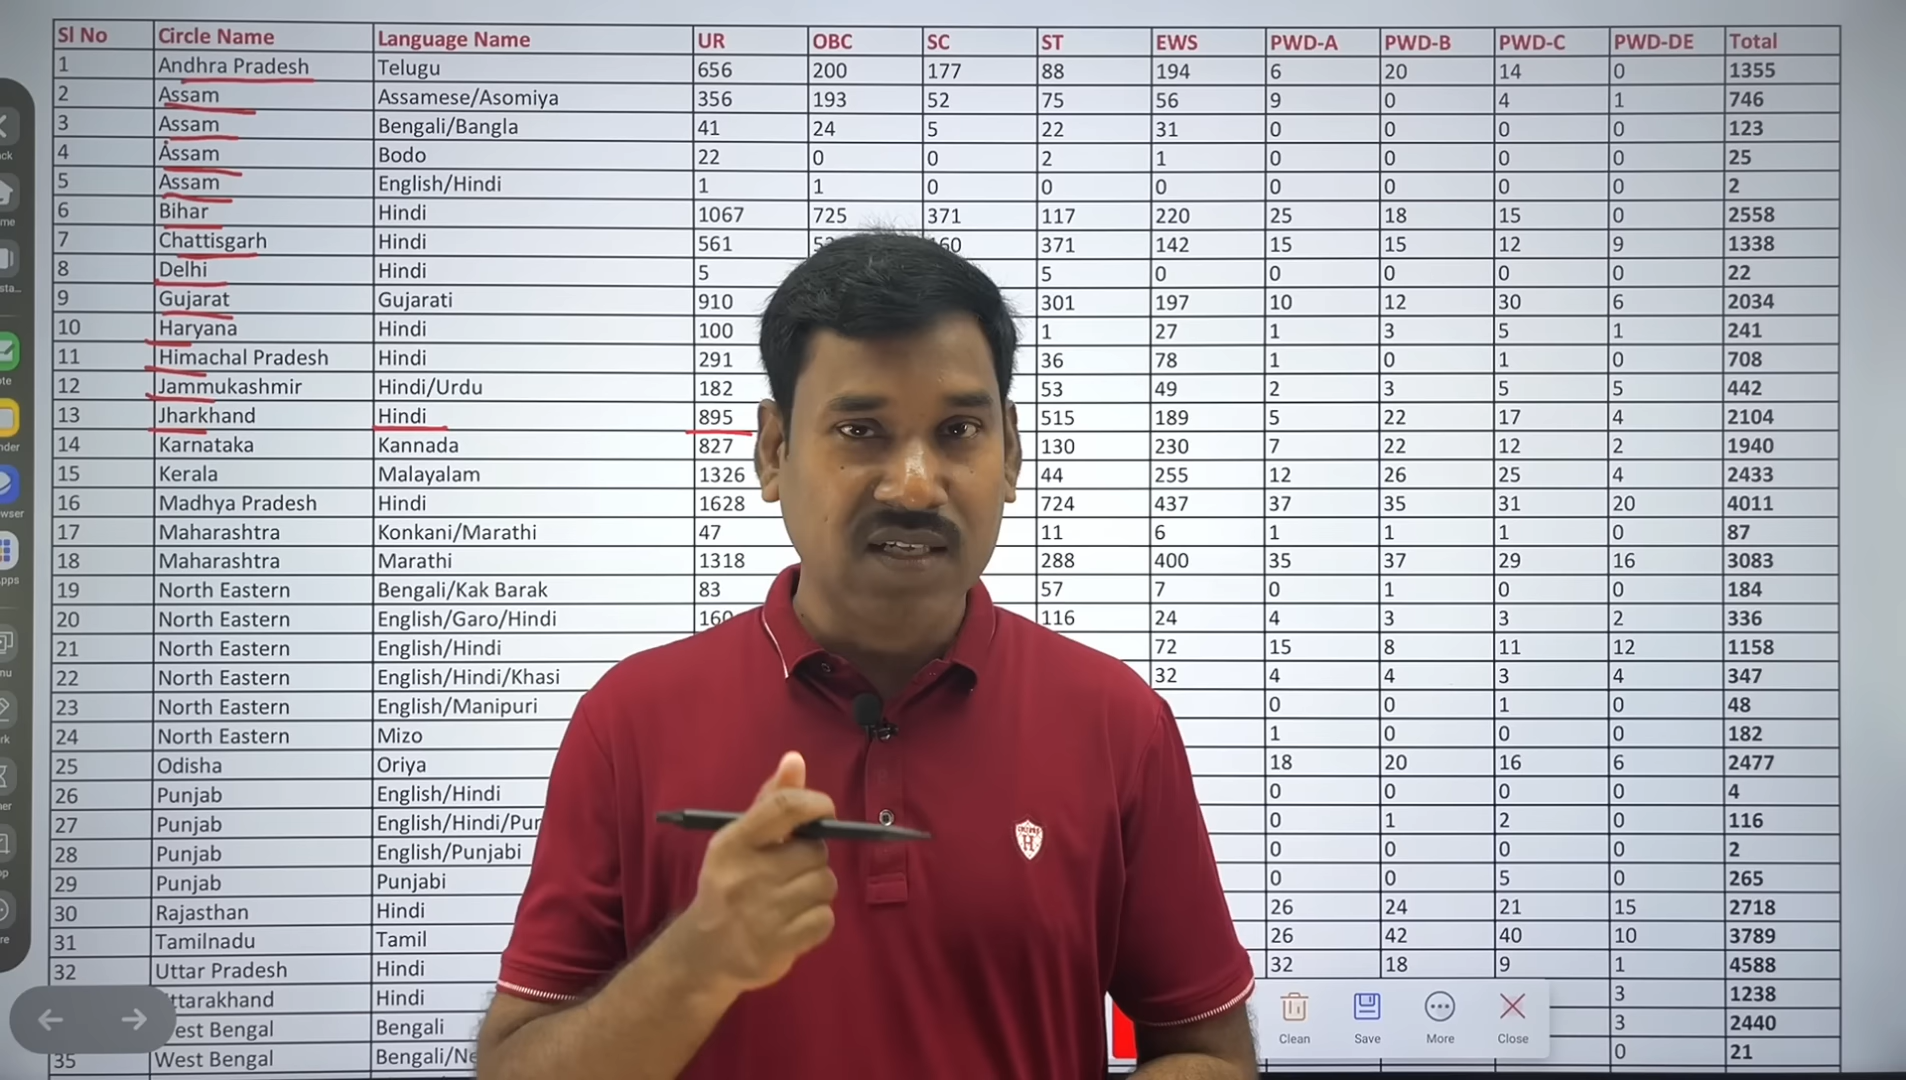 Sl No Circle Name Language Name UR OBC SC ST EWS PWD-A PWD-B PWD-C PWD-DE Total
1 Andhra Pradesh Telugu 656 200 177 88 194 6 20 14 0 1355
2 Assam Assamese/Asomiya 356 193 52 75 56 9 0 4 1 746
3 Assam Bengali/Bangla 41 24 5 22 31 0 0 0 0 123
4 Assam Bodo 22 0 0 2 1 0 0 0 0 25
5 Assam English/Hindi 1 1 0 0 0 0 0 0 0 2
6 Bihar Hindi 1067 725 371 117 220 25 18 15 0 2558
7 Chattisgarh Hindi 561 371 142 15 15 12 9 1338
8 Delhi Hindi 5 5 0 0 0 0 0 22
9 Gujarat Gujarati 910 301 197 10 12 30 6 2034
10 Haryana Hindi 100 1 27 1 3 5 1 241
11 Himachal Pradesh Hindi 291 36 78 1 0 1 0 708
12 Jammukashmir Hindi/Urdu 182 53 49 2 3 5 5 442
13 Jharkhand Hindi 895 515 189 5 22 17 4 2104
14 Karnataka Kannada 827 130 230 7 22 12 2 1940
15 Kerala Malayalam 1326 44 255 12 26 25 4 2433
16 Madhya Pradesh Hindi 1628 724 437 37 35 31 20 4011
17 Maharashtra Konkani/Marathi 47 11 6 1 1 1 0 87
18 Maharashtra Marathi 1318 288 400 35 37 29 16 3083
19 North Eastern Bengali/Kak Barak 83 57 7 0 1 0 0 184
20 North Eastern English/Garo/Hindi 160 116 24 4 3 3 2 336
21 North Eastern English/Hindi 72 15 8 11 12 1158
22 North Eastern English/Hindi/Khasi 32 4 4 3 4 347
23 North Eastern English/Manipuri 0 0 1 0 48
24 North Eastern Mizo 1 0 0 0 182
25 Odisha Oriya 18 20 16 6 2477
26 Punjab English/Hindi 0 0 0 0 4
27 Punjab English/Hindi/Pun 0 1 2 0 116
28 Punjab English/Punjabi 0 0 0 0 2
29 Punjab Punjabi 0 0 5 0 265
30 Rajasthan Hindi 26 24 21 15 2718
31 Tamilnadu Tamil 26 42 40 10 3789
32 Uttar Pradesh Hindi 32 18 9 1 4588
ttarakhand Hindi 3 1238
est Bengal Bengali 3 2440
35 West Bengal Bengali/Ne 0 21
Clean Save More Close
H